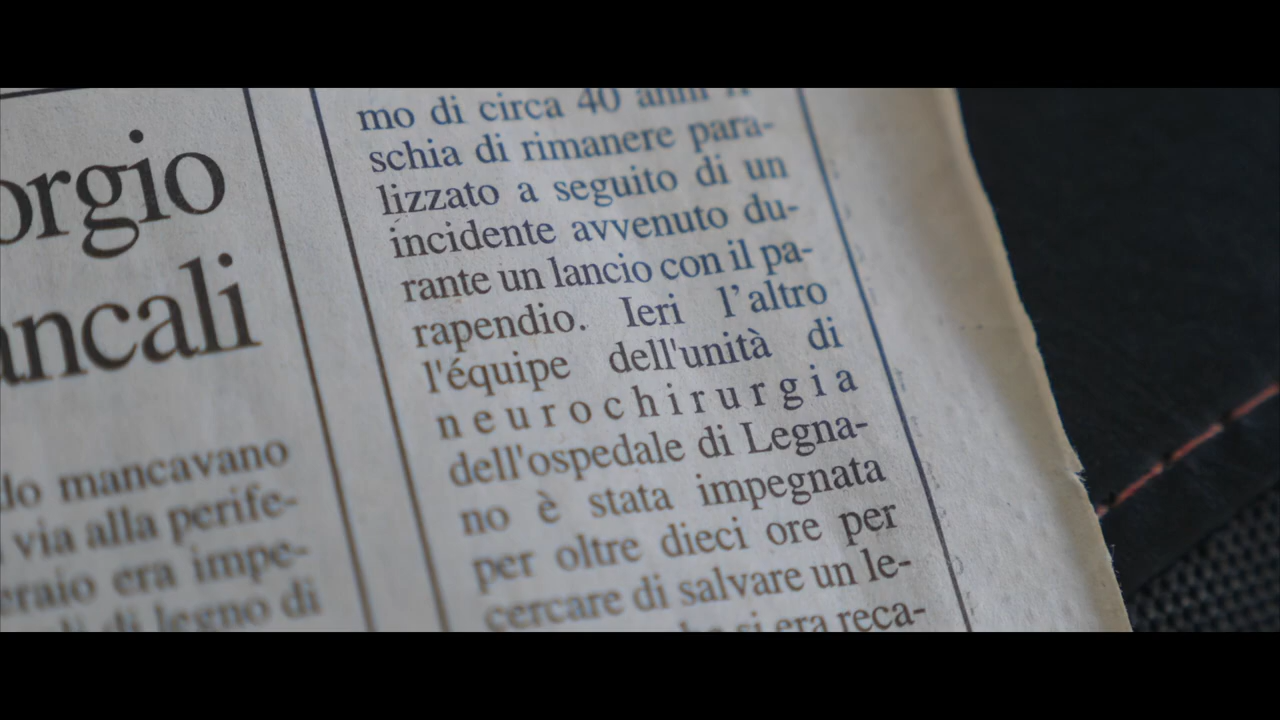 orgio
ancali
do mancavano
via alla perife-
eraio era impe-
di legno di
mo di circa 40 anni ri-
schia di rimanere para-
lizzato a seguito di un
incidente avvenuto du-
rante un lancio con il pa-
rapendio. Ieri l'altro
l'équipe dell'unità di
neurochirurgia
dell'ospedale di Legna-
no è stata impegnata
per oltre dieci ore per
cercare di salvare un le-
si era reca-